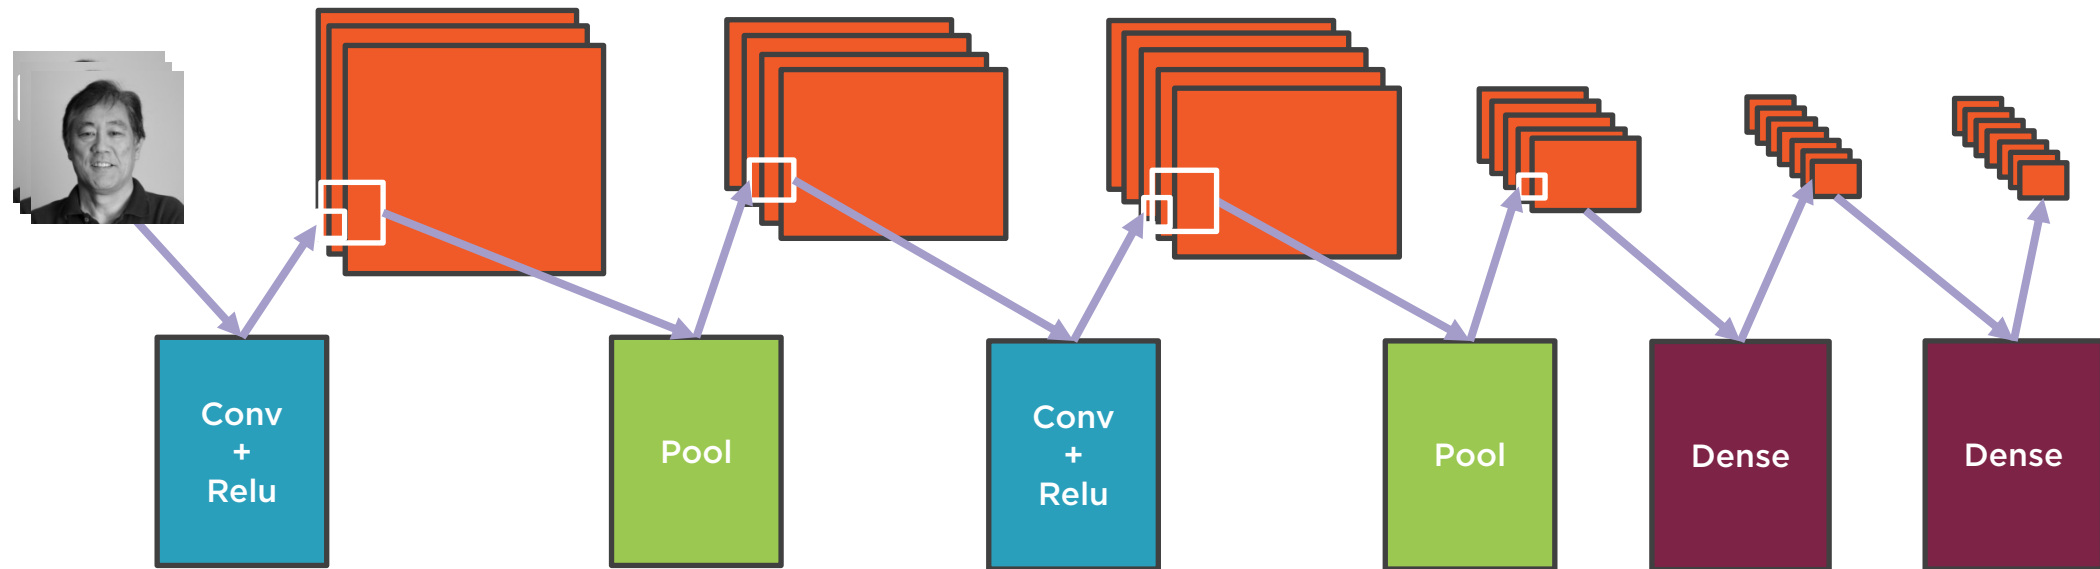 Conv
+
Relu
Pool
Conv
+
Relu
Pool
Dense
Dense